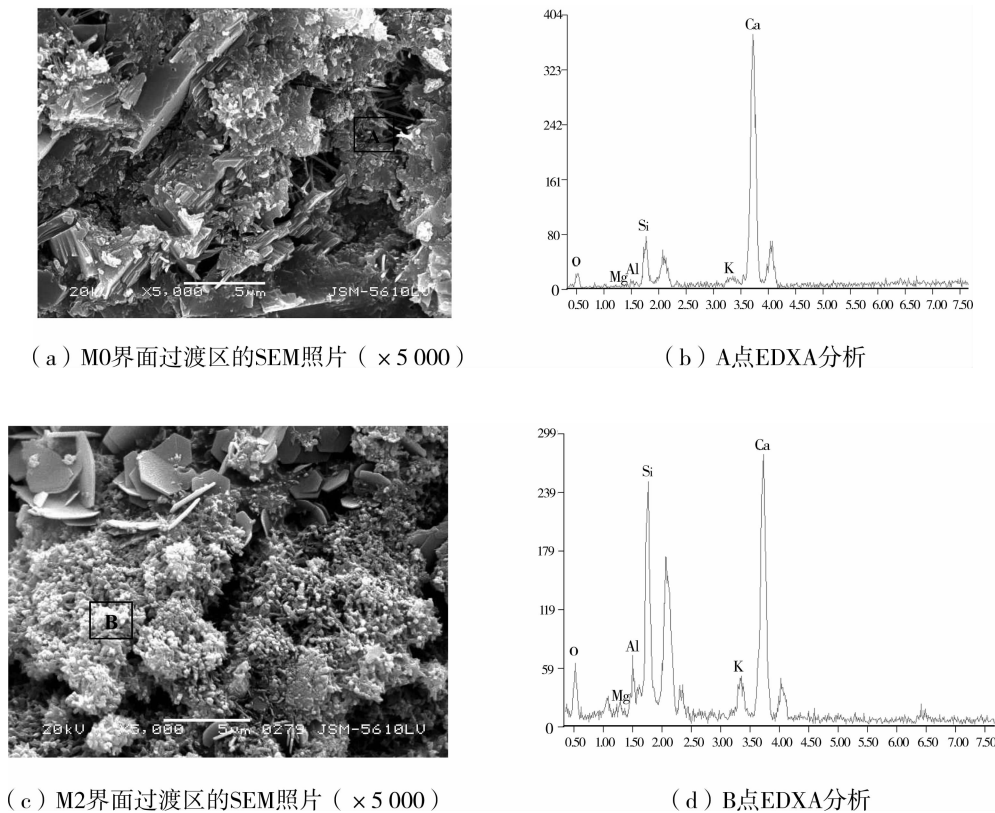 A
20kV X5,000 5μm JSM-5610LV
404
323
242
161
80
0
Ca
Si
O
Mg
Al
K
0.50 1.00 1.50 2.00 2.50 3.00 3.50 4.00 4.50 5.00 5.50 6.00 6.50 7.00 7.50
(a) M0界面过渡区的SEM照片(×5 000)
(b) A点EDXA分析
B
20kV X5,000 5μm 0279 JSM-5610LV
299
239
179
119
59
0
Ca
Si
O
Al
Mg
K
0.50 1.00 1.50 2.00 2.50 3.00 3.50 4.00 4.50 5.00 5.50 6.00 6.50 7.00 7.50
(c) M2界面过渡区的SEM照片(×5 000)
(d) B点EDXA分析